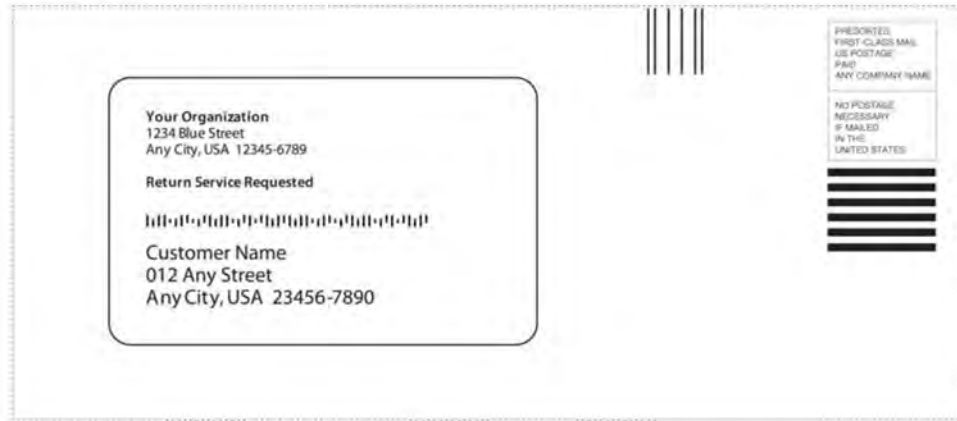 PRESORTED
FIRST-CLASS MAIL
US POSTAGE
PAID
ANY COMPANY NAME
NO POSTAGE
NECESSARY
IF MAILED
IN THE
UNITED STATES
Your Organization
1234 Blue Street
Any City, USA 12345-6789
Return Service Requested
Customer Name
012 Any Street
Any City, USA 23456-7890